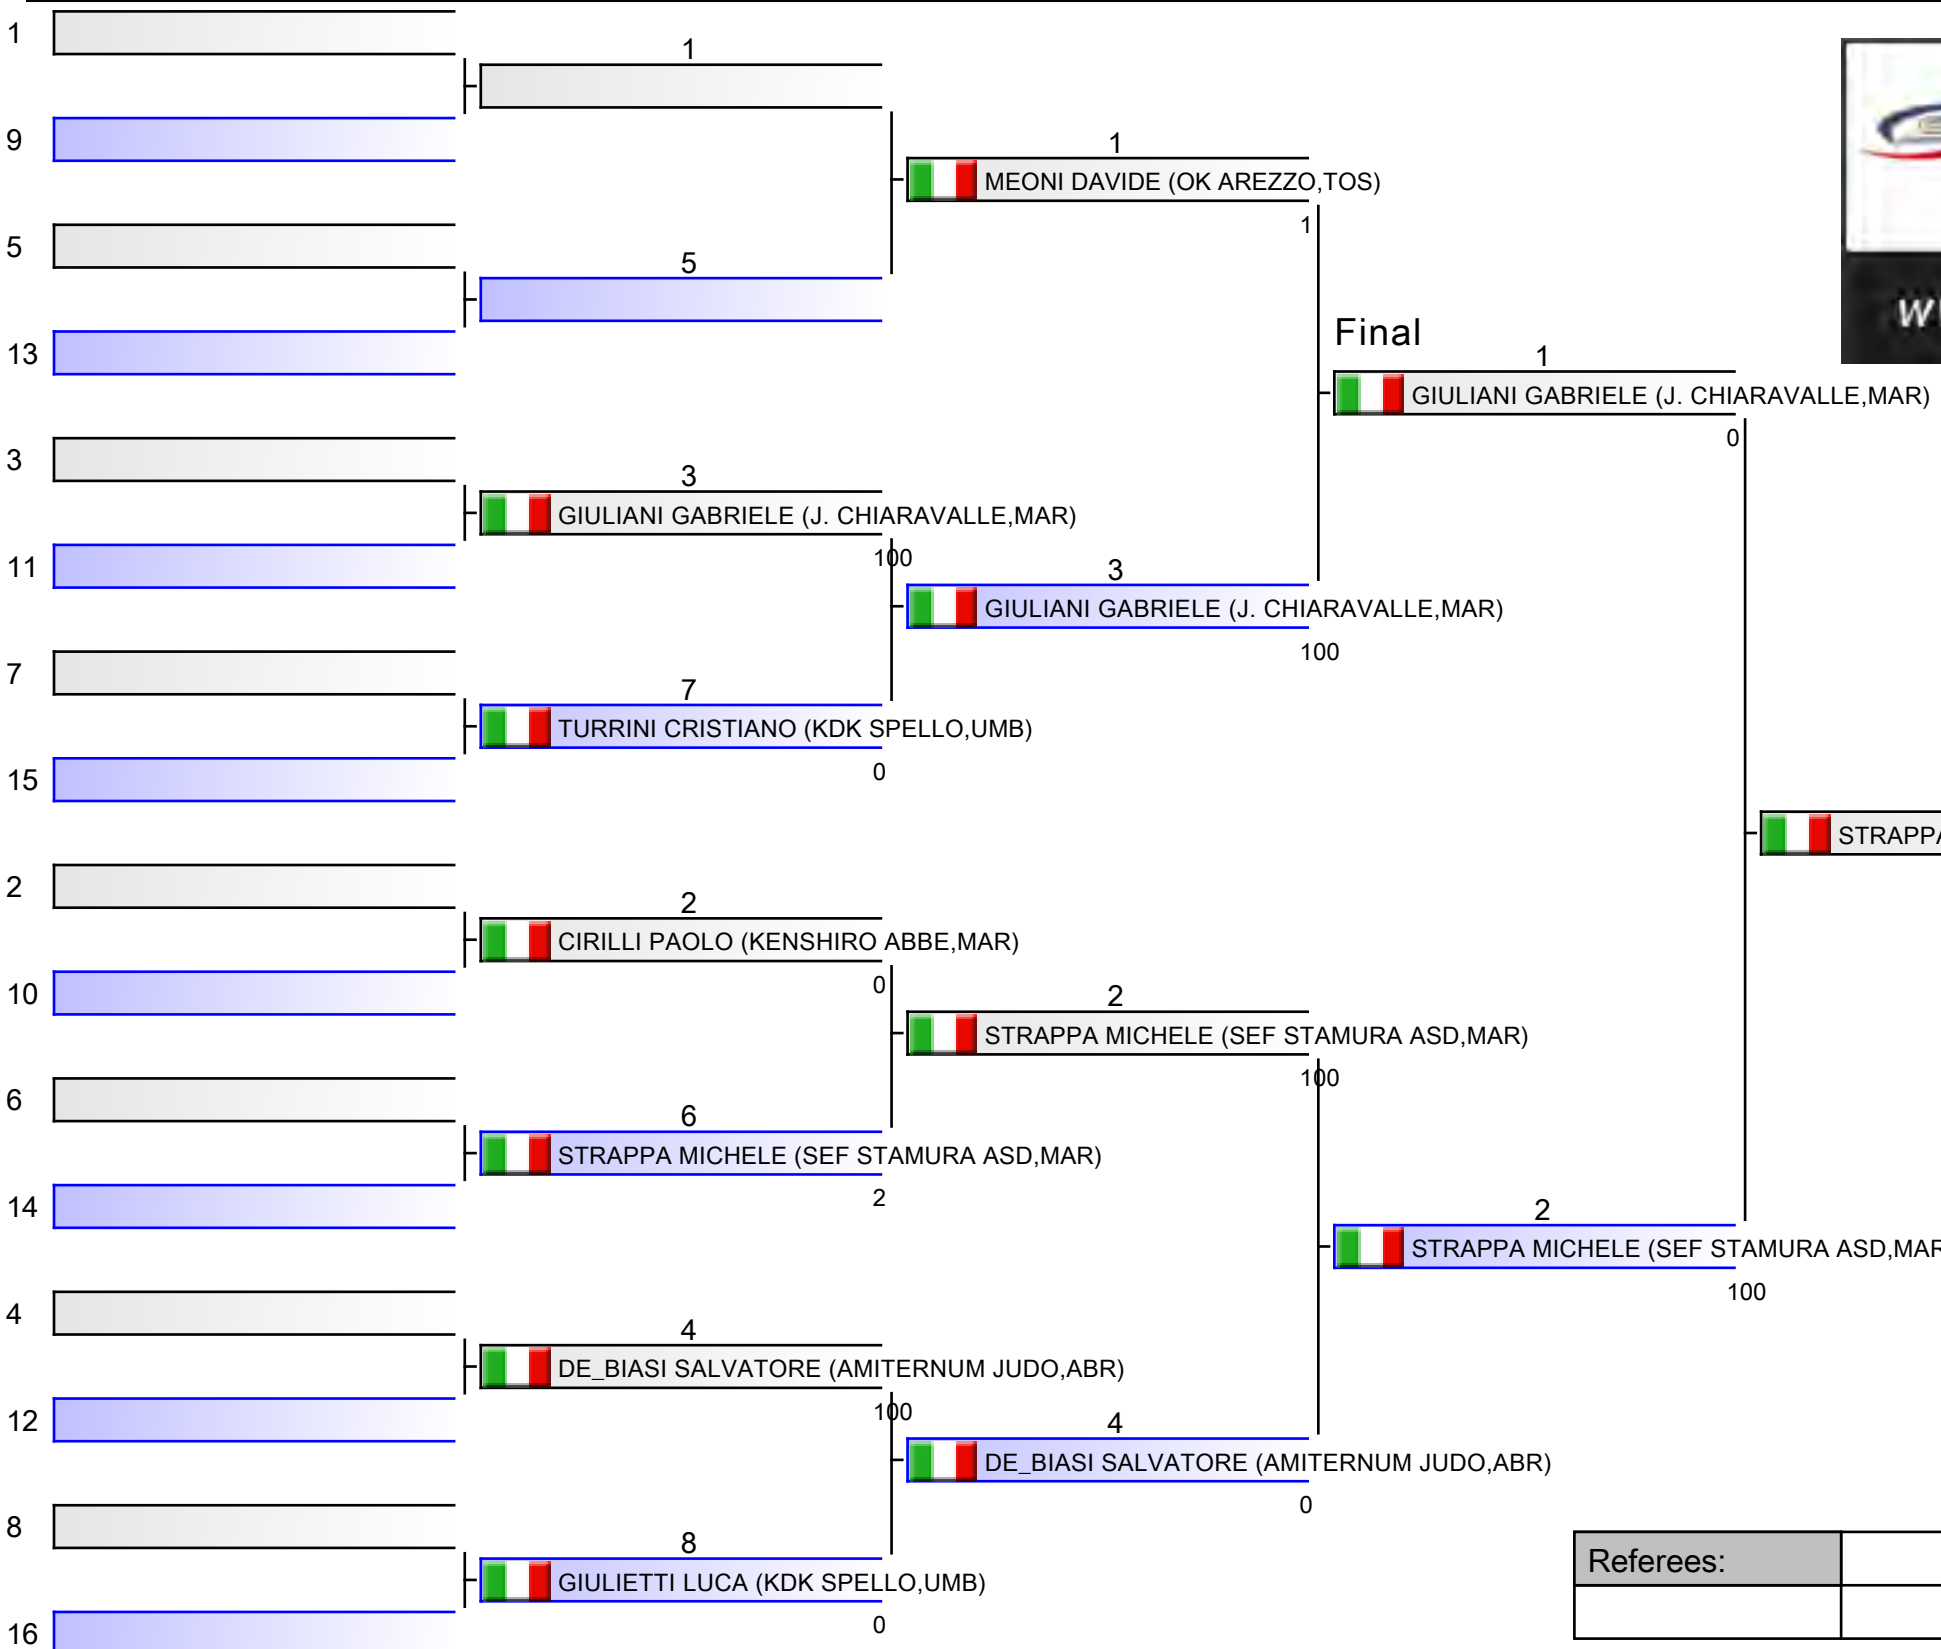 1
9
5
13
3
11
7
15
2
10
6
14
4
12
8
16
1
5
3
GIULIANI GABRIELE (J. CHIARAVALLE,MAR)
100
7
TURRINI CRISTIANO (KDK SPELLO,UMB)
0
2
CIRILLI PAOLO (KENSHIRO ABBE,MAR)
0
6
STRAPPA MICHELE (SEF STAMURA ASD,MAR)
2
4
DE_BIASI SALVATORE (AMITERNUM JUDO,ABR)
100
8
GIULIETTI LUCA (KDK SPELLO,UMB)
0
1
MEONI DAVIDE (OK AREZZO,TOS)
1
3
GIULIANI GABRIELE (J. CHIARAVALLE,MAR)
100
2
STRAPPA MICHELE (SEF STAMURA ASD,MAR)
100
4
DE_BIASI SALVATORE (AMITERNUM JUDO,ABR)
0
Final
1
GIULIANI GABRIELE (J. CHIARAVALLE,MAR)
0
2
STRAPPA MICHELE (SEF STAMURA ASD,MAR
100
STRAPPA
Referees: